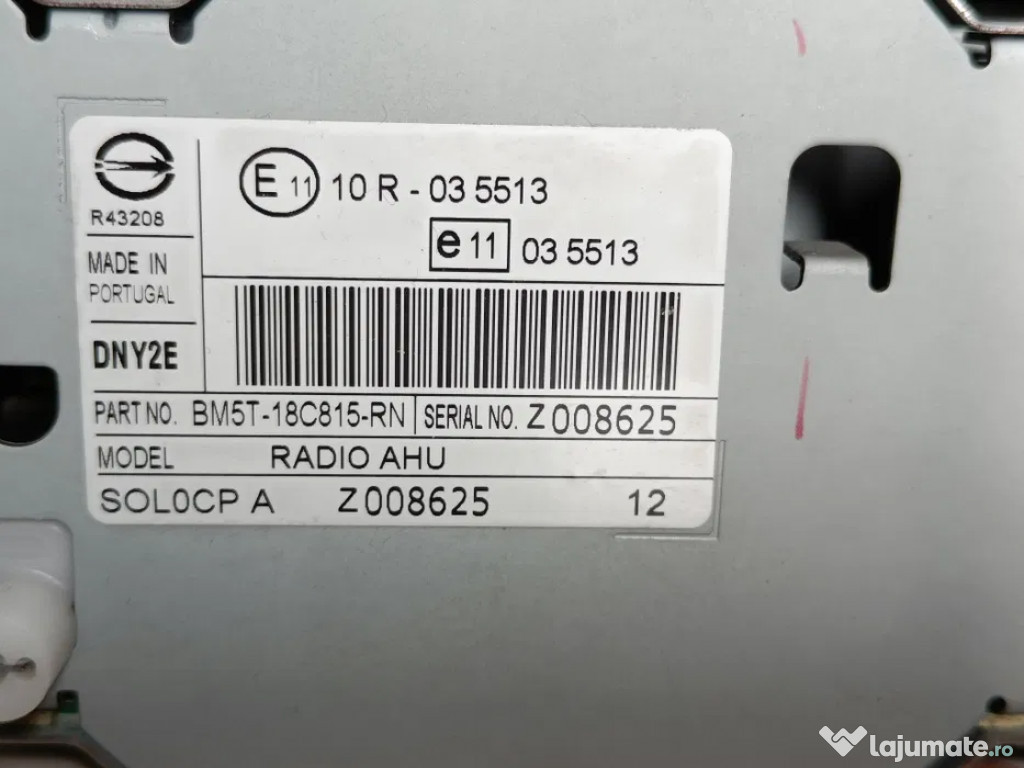 R43208
MADE IN
PORTUGAL
DNY2E
E 11 10 R - 03 5513
e 11 03 5513
PART NO. BM5T-18C815-RN SERIAL NO. Z008625
MODEL RADIO AHU
SOL0CP A Z008625 12
lajumate.ro